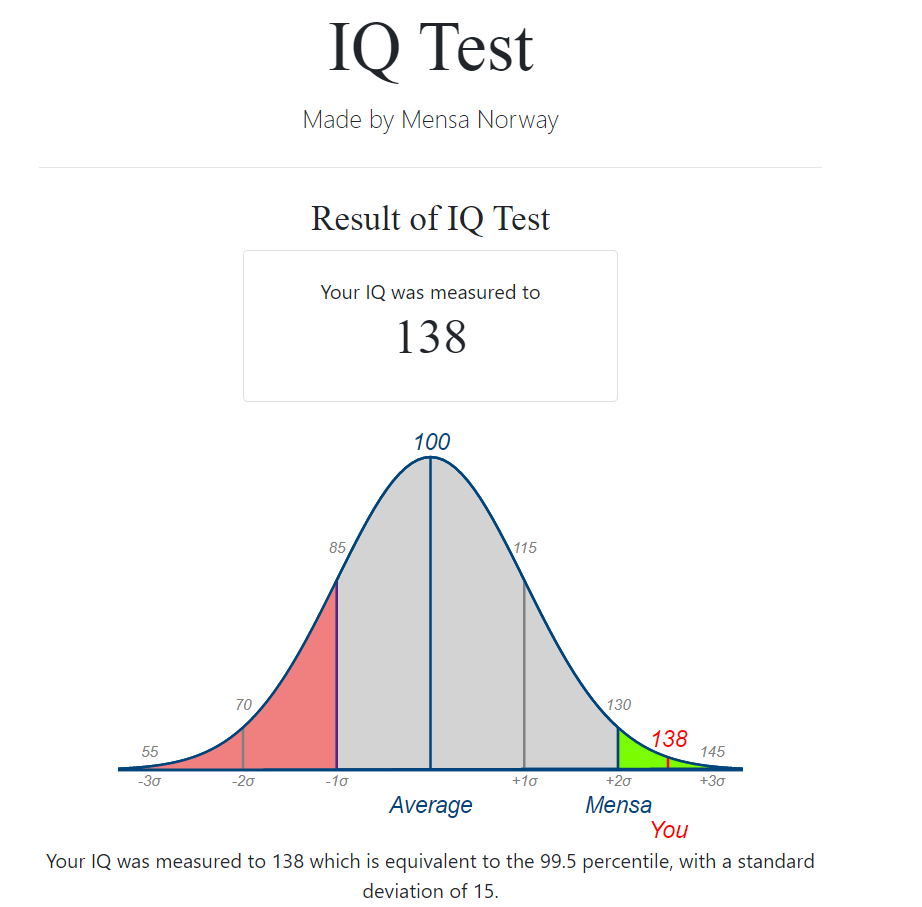 IQ Test
Made by Mensa Norway
Result of IQ Test
Your IQ was measured to
138
100
85
115
70
130
138
55
145
-3σ
-2σ
-1σ
+1σ
+2σ
+3σ
Average
Mensa
You
Your IQ was measured to 138 which is equivalent to the 99.5 percentile, with a standard
deviation of 15.